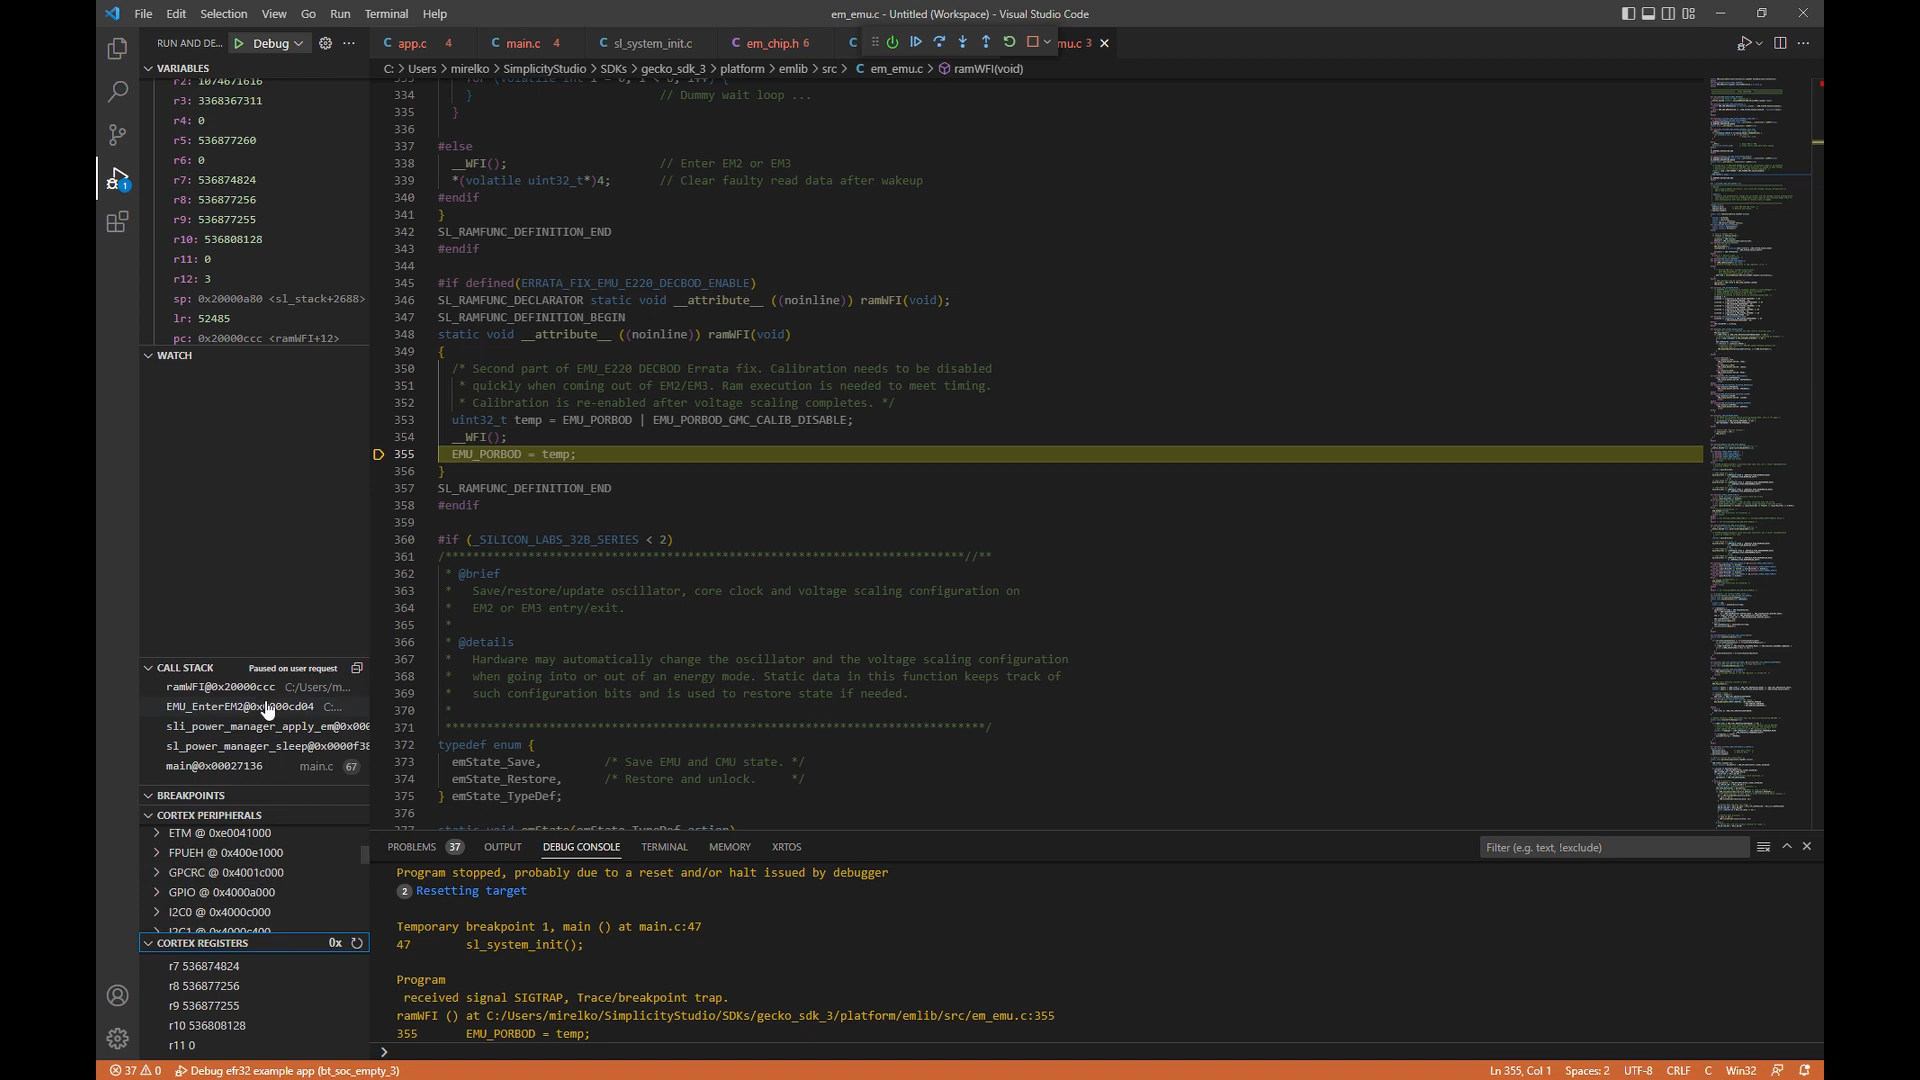 File Edit Selection View Go Run Terminal Help
em_emu.c - Untitled (Workspace) - Visual Studio Code
RUN AND DE... Debug
app.c 4 main.c 4 sl_system_init.c em_chip.h 6 mu.c 3
C: > Users > mirelko > SimplicityStudio > SDKs > gecko_sdk_3 > platform > emlib > src > C em_emu.c > ramWFI(void)
VARIABLES
r2: 1074671616
r3: 3368367311
r4: 0
r5: 536877260
r6: 0
r7: 536874824
r8: 536877256
r9: 536877255
r10: 536808128
r11: 0
r12: 3
sp: 0x20000a80 <sl_stack+2688>
lr: 52485
pc: 0x20000ccc <ramWFI+12>
WATCH
CALL STACK Paused on user request
ramWFI@0x20000ccc C:/Users/m...
EMU_EnterEM2@0x0000cd04 C:...
sli_power_manager_apply_em@0x000
sl_power_manager_sleep@0x0000f38
main@0x00027136 main.c 67
BREAKPOINTS
CORTEX PERIPHERALS
ETM @ 0xe0041000
FPUEH @ 0x400e1000
GPCRC @ 0x4001c000
GPIO @ 0x4000a000
I2C0 @ 0x4000c000
I2C1 @ 0x4000c400
CORTEX REGISTERS 0x
r7 536874824
r8 536877256
r9 536877255
r10 536808128
r11 0
334 } // Dummy wait loop ...
335 }
336
337 #else
338 __WFI(); // Enter EM2 or EM3
339 *(volatile uint32_t*)4; // Clear faulty read data after wakeup
340 #endif
341 }
342 SL_RAMFUNC_DEFINITION_END
343 #endif
344
345 #if defined(ERRATA_FIX_EMU_E220_DECBOD_ENABLE)
346 SL_RAMFUNC_DECLARATOR static void __attribute__ ((noinline)) ramWFI(void);
347 SL_RAMFUNC_DEFINITION_BEGIN
348 static void __attribute__ ((noinline)) ramWFI(void)
349 {
350 /* Second part of EMU_E220 DECBOD Errata fix. Calibration needs to be disabled
351 * quickly when coming out of EM2/EM3. Ram execution is needed to meet timing.
352 * Calibration is re-enabled after voltage scaling completes. */
353 uint32_t temp = EMU_PORBOD | EMU_PORBOD_GMC_CALIB_DISABLE;
354 __WFI();
355 EMU_PORBOD = temp;
356 }
357 SL_RAMFUNC_DEFINITION_END
358 #endif
359
360 #if (_SILICON_LABS_32B_SERIES < 2)
361 /***************************************************************************//**
362 * @brief
363 * Save/restore/update oscillator, core clock and voltage scaling configuration on
364 * EM2 or EM3 entry/exit.
365 *
366 * @details
367 * Hardware may automatically change the oscillator and the voltage scaling configuration
368 * when going into or out of an energy mode. Static data in this function keeps track of
369 * such configuration bits and is used to restore state if needed.
370 *
371 ******************************************************************************/
372 typedef enum {
373 emState_Save, /* Save EMU and CMU state. */
374 emState_Restore, /* Restore and unlock. */
375 } emState_TypeDef;
376
377 static void emState(emState_TypeDef action)
PROBLEMS 37 OUTPUT DEBUG CONSOLE TERMINAL MEMORY XRTOS
Filter (e.g. text, !exclude)
Program stopped, probably due to a reset and/or halt issued by debugger
2 Resetting target
Temporary breakpoint 1, main () at main.c:47
47 sl_system_init();
Program
received signal SIGTRAP, Trace/breakpoint trap.
ramWFI () at C:/Users/mirelko/SimplicityStudio/SDKs/gecko_sdk_3/platform/emlib/src/em_emu.c:355
355 EMU_PORBOD = temp;
37 0 Debug efr32 example app (bt_soc_empty_3)
Ln 355, Col 1 Spaces: 2 UTF-8 CRLF C Win32